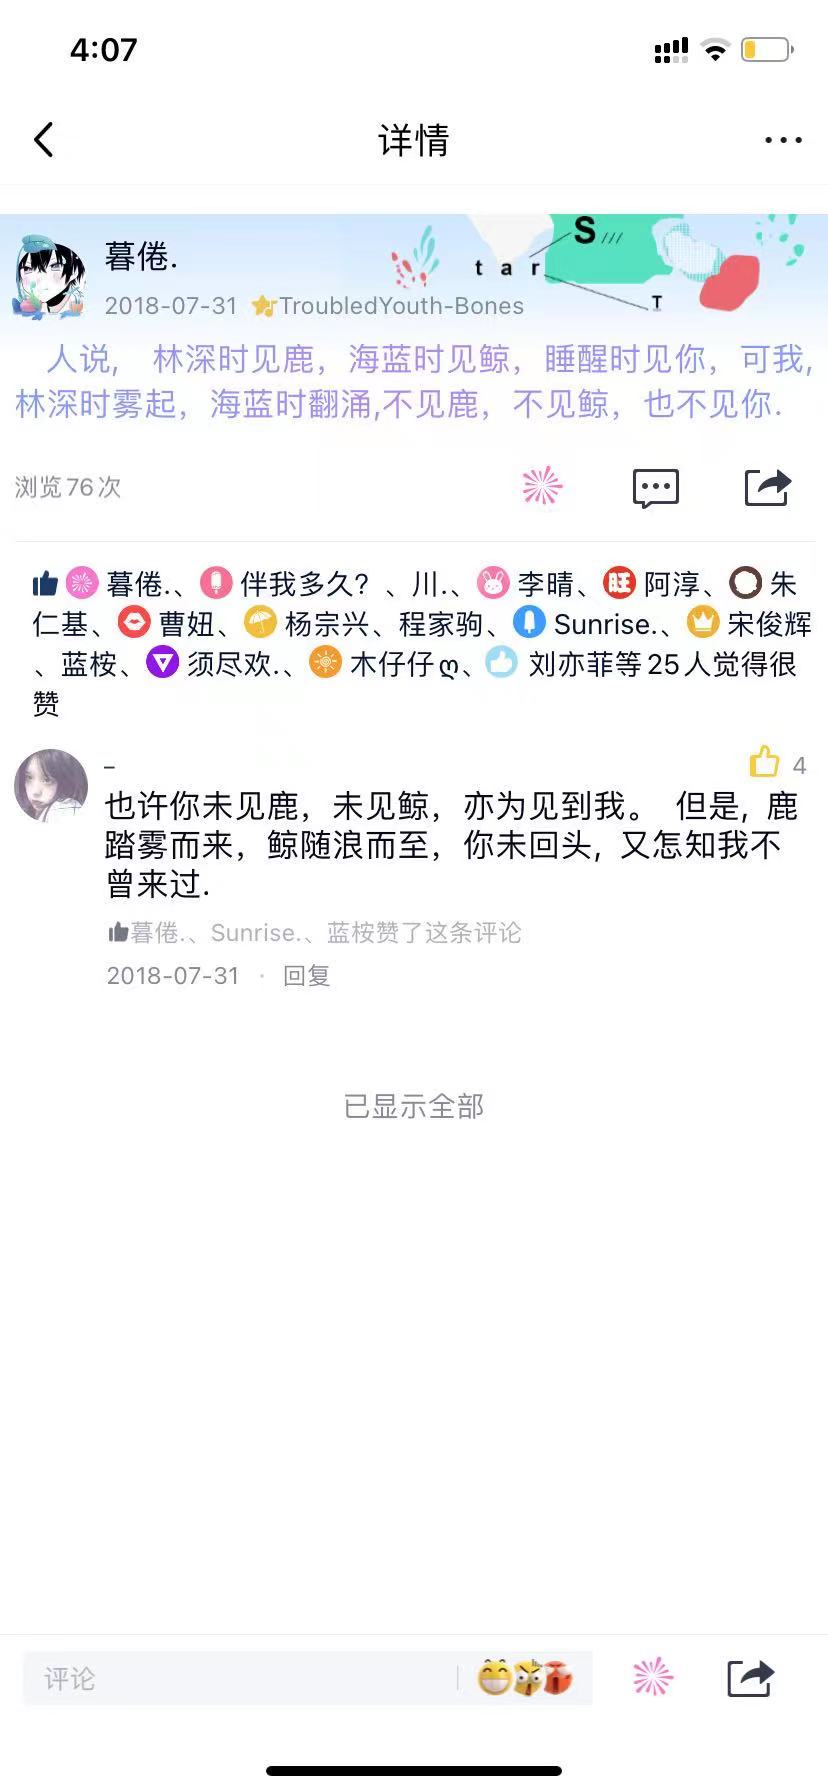 4:07
详情
S ///
t a r
T
暮倦.
2018-07-31 TroubledYouth-Bones
人说, 林深时见鹿，海蓝时见鲸，睡醒时见你，可我,
林深时雾起，海蓝时翻涌,不见鹿，不见鲸，也不见你.
浏览76次
暮倦.、伴我多久？、川.、李晴、旺阿淳、朱
仁基、曹妞、杨宗兴、程家驹、Sunrise.、宋俊辉
、蓝桉、须尽欢.、木仔仔ღ、刘亦菲等25人觉得很
赞
_
4
也许你未见鹿，未见鲸，亦为见到我。 但是, 鹿
踏雾而来，鲸随浪而至，你未回头, 又怎知我不
曾来过.
暮倦.、Sunrise.、蓝桉赞了这条评论
2018-07-31 · 回复
已显示全部
评论